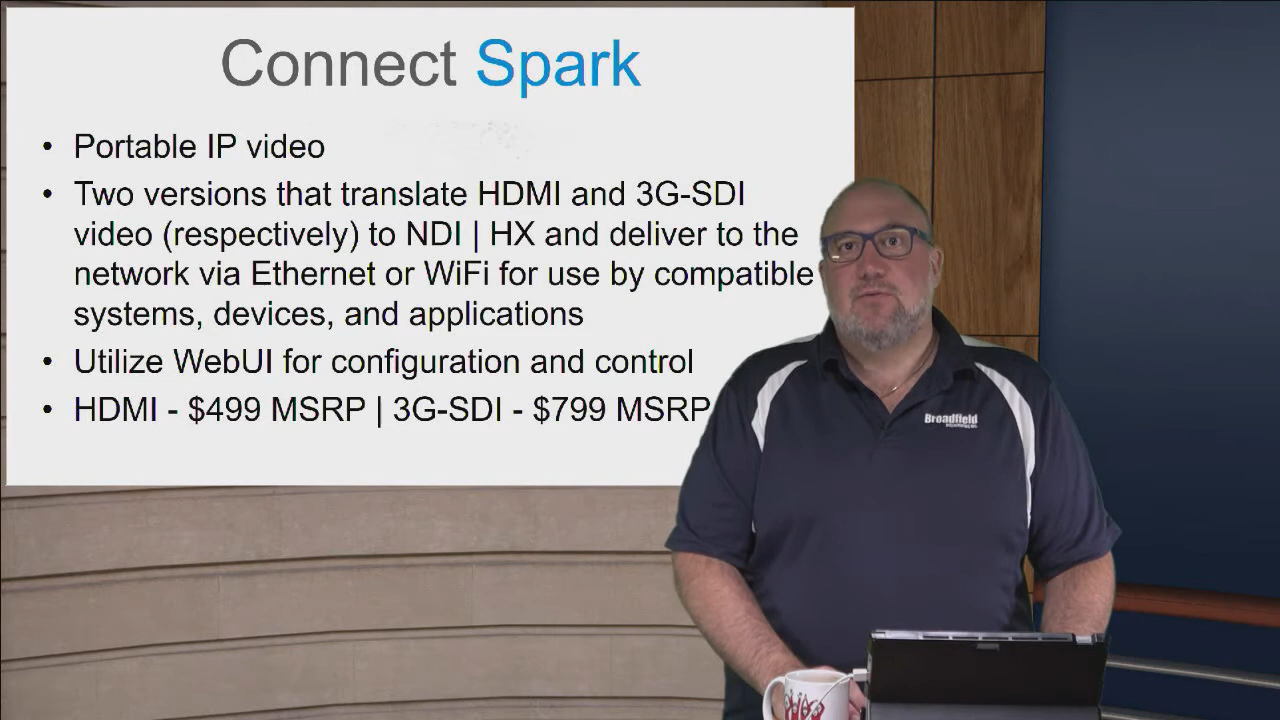 Connect Spark
• Portable IP video
• Two versions that translate HDMI and 3G-SDI
video (respectively) to NDI | HX and deliver to the
network via Ethernet or WiFi for use by compatible
systems, devices, and applications
• Utilize WebUI for configuration and control
• HDMI - $499 MSRP | 3G-SDI - $799 MSRP
Broadfield